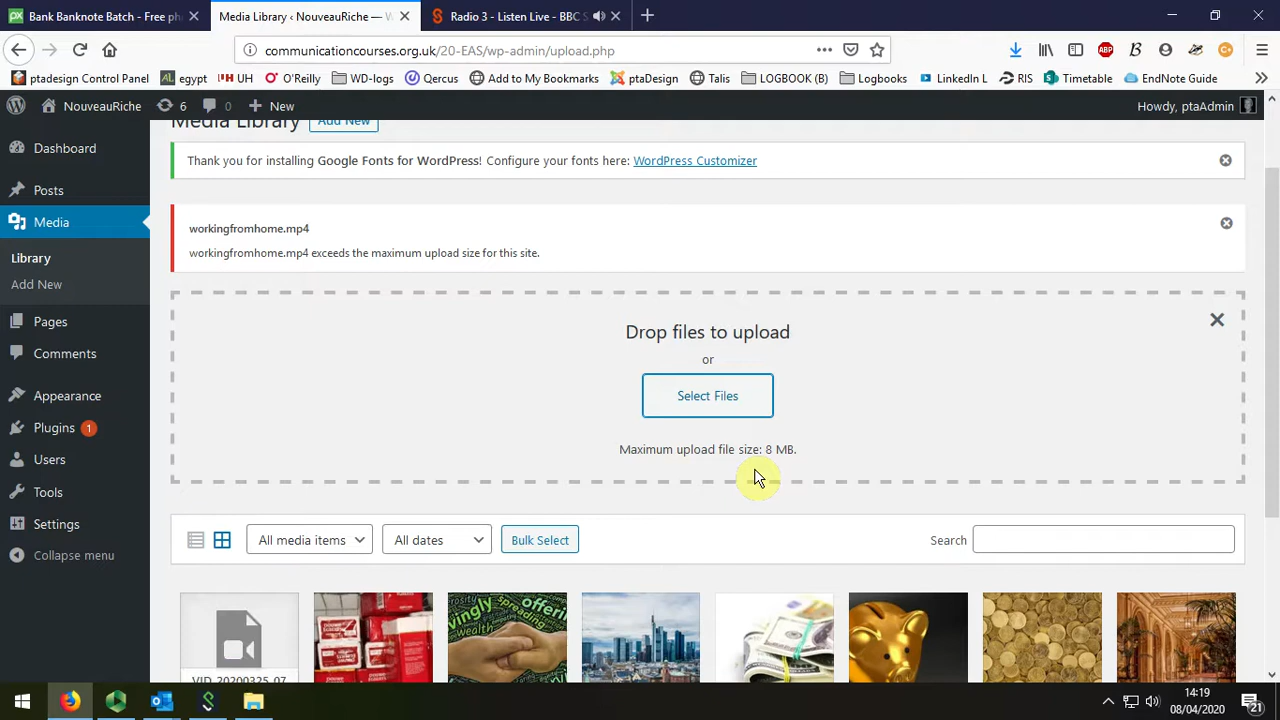 Bank Banknote Batch - Free ph
Media Library ‹ NouveauRiche — W
Radio 3 - Listen Live - BBC S
communicationcourses.org.uk/20-EAS/wp-admin/upload.php
ptadesign Control Panel
egypt
UH
O'Reilly
WD-logs
Qercus
Add to My Bookmarks
ptaDesign
Talis
LOGBOOK (B)
Logbooks
LinkedIn L
RIS
Timetable
EndNote Search
NouveauRiche
6
0
New
Howdy, ptaAdmin
Dashboard
Posts
Media
Library
Add New
Pages
Comments
Appearance
Plugins 1
Users
Tools
Settings
Collapse menu
Media Library
Add New
Thank you for installing Google Fonts for WordPress! Configure your fonts here: WordPress Customizer
workingfromhome.mp4
workingfromhome.mp4 exceeds the maximum upload size for this site.
Drop files to upload
or
Select Files
Maximum upload file size: 8 MB.
All media items
All dates
Bulk Select
Search
VID_20200325_07
offering
spreading
Wealth
14:19
08/04/2020
21